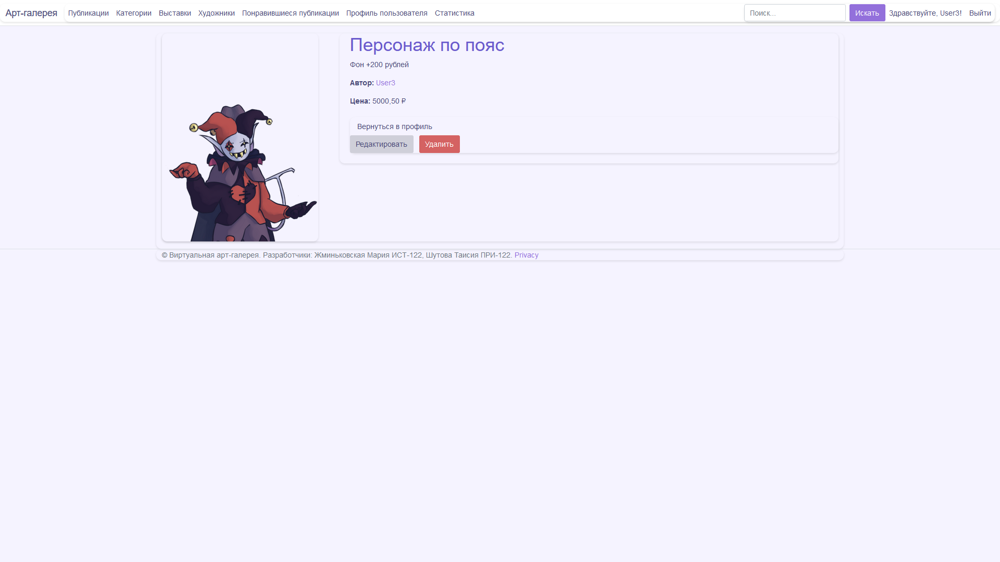 Арт-галерея Публикации Категории Выставки Художники Понравившиеся публикации Профиль пользователя Статистика Поиск... Искать Здравствуйте, User3! Выйти
Персонаж по пояс
Фон +200 рублей
Автор: User3
Цена: 5000,50 ₽
Вернуться в профиль
Редактировать Удалить
© Виртуальная арт-галерея. Разработчики: Жминьковская Мария ИСТ-122, Шутова Таисия ПРИ-122. Privacy